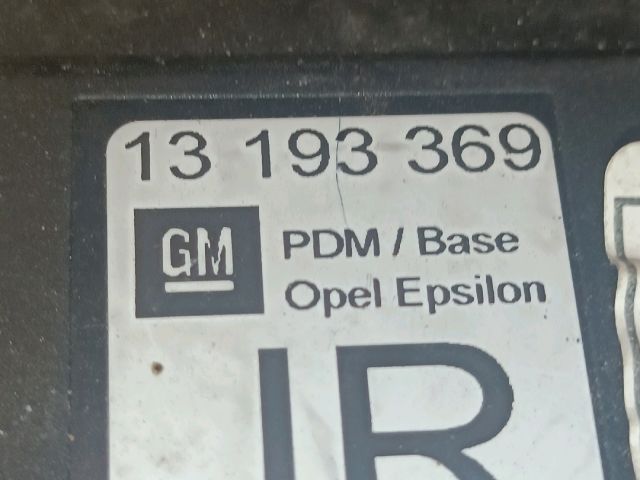 13 193 369
GM
PDM / Base
Opel Epsilon
IR